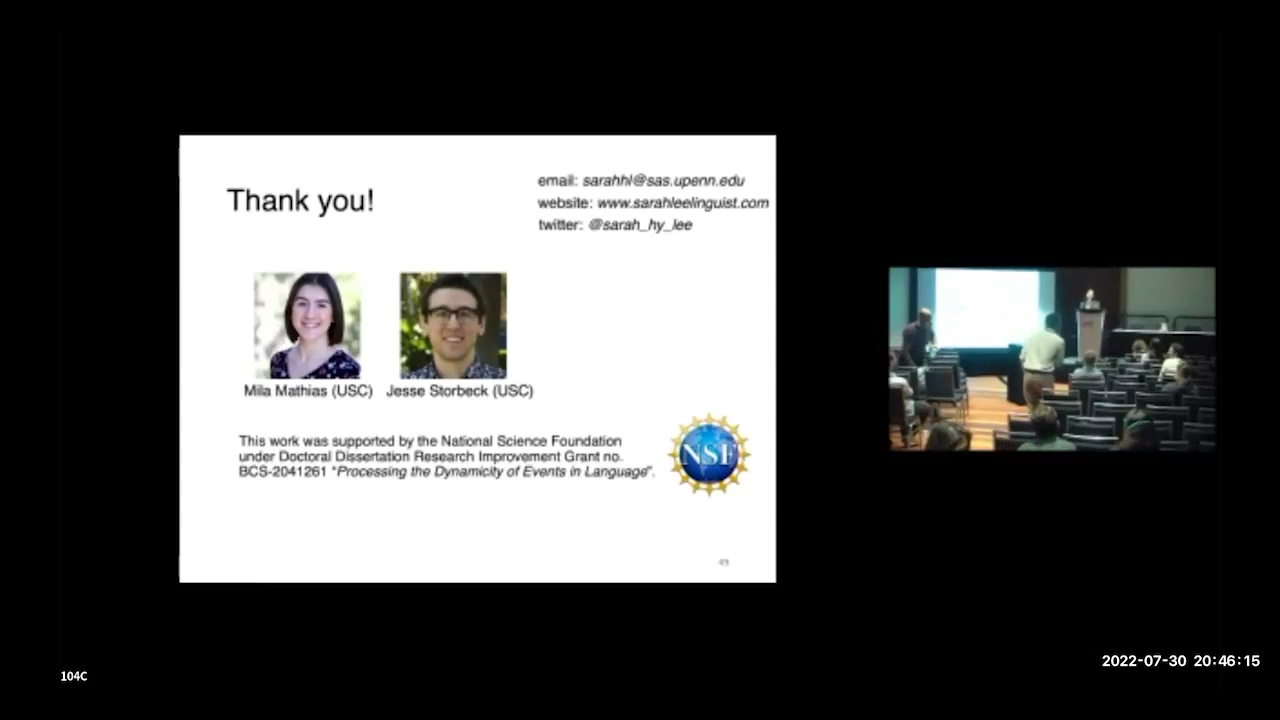 Thank you!
email: sarahhl@sas.upenn.edu
website: www.sarahleelinguist.com
twitter: @sarah_hy_lee
Mila Mathias (USC)
Jesse Storbeck (USC)
This work was supported by the National Science Foundation
under Doctoral Dissertation Research Improvement Grant no.
BCS-2041261 "Processing the Dynamicity of Events in Language".
NSF
104C
2022-07-30 20:46:15